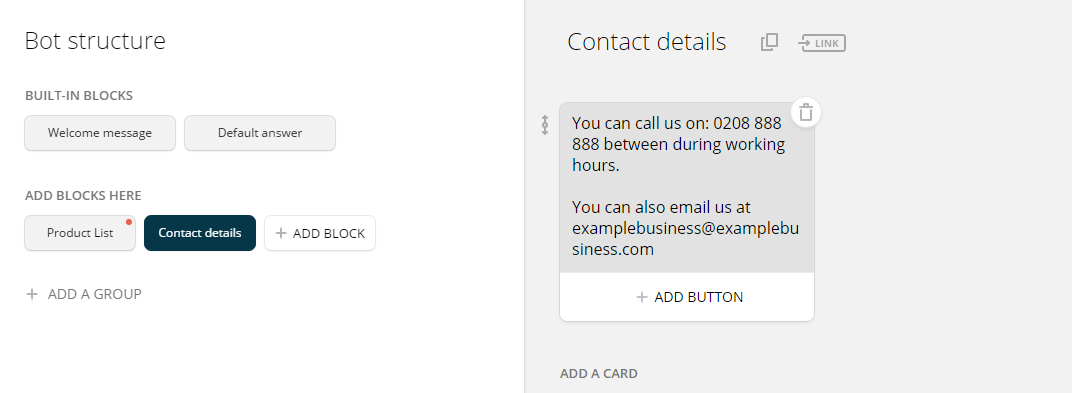 Bot structure
BUILT-IN BLOCKS
Welcome message
Default answer
ADD BLOCKS HERE
Product List
Contact details
+ ADD BLOCK
+ ADD A GROUP
Contact details
LINK
You can call us on: 0208 888
888 between during working
hours.
You can also email us at
examplebusiness@examplebu
siness.com
+ ADD BUTTON
ADD A CARD